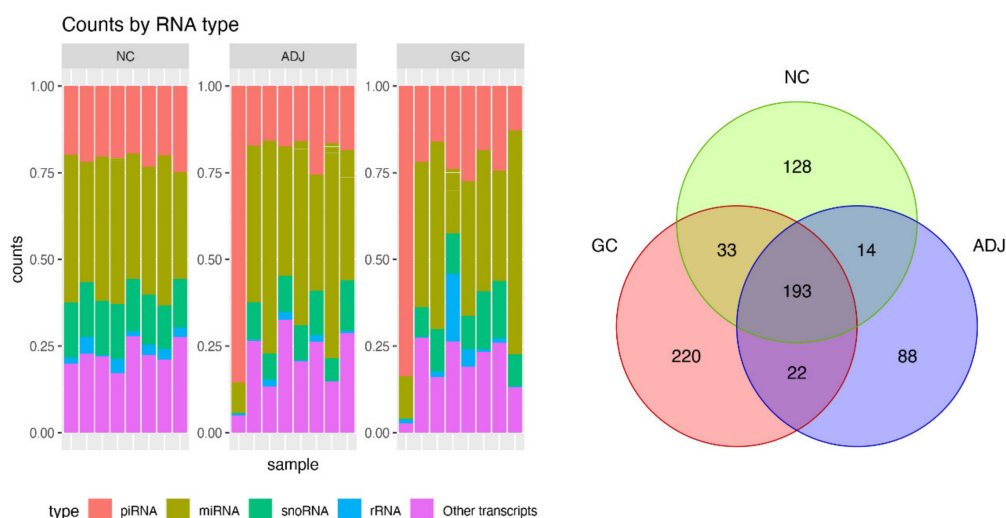 Counts by RNA type
NC
ADJ
GC
1.00
1.00
1.00
0.75
0.75
0.75
0.50
0.50
0.50
0.25
0.25
0.25
0.00
0.00
0.00
counts
sample
type piRNA miRNA snoRNA rRNA Other transcripts
NC
128
GC
33
14
ADJ
193
220
22
88